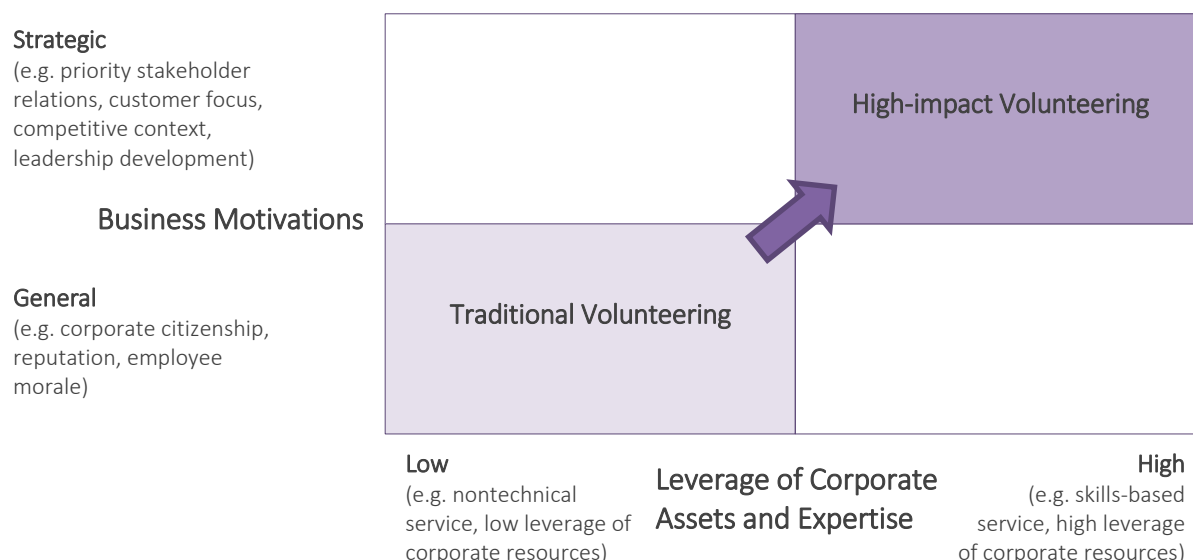 Strategic
(e.g. priority stakeholder
relations, customer focus,
competitive context,
leadership development)
High-impact Volunteering
Business Motivations
General
(e.g. corporate citizenship,
reputation, employee
morale)
Traditional Volunteering
Low
(e.g. nontechnical
service, low leverage of
corporate resources)
Leverage of Corporate
Assets and Expertise
High
(e.g. skills-based
service, high leverage
of corporate resources)